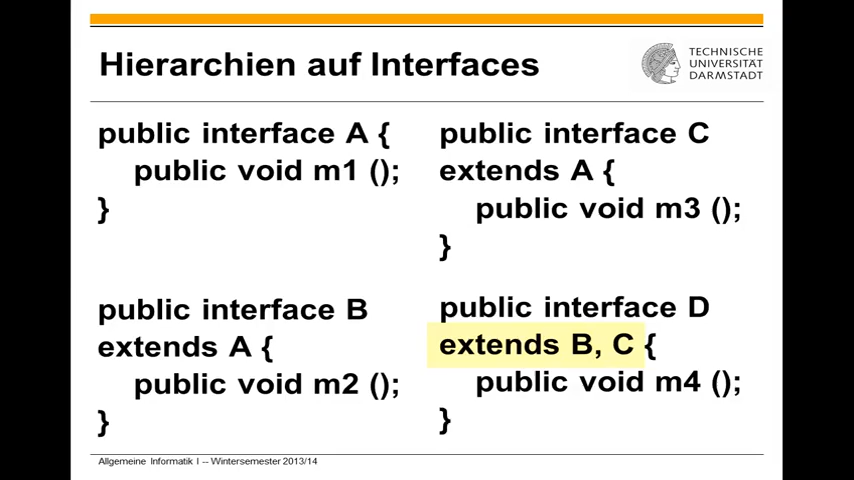 Hierarchien auf Interfaces
TECHNISCHE
UNIVERSITÄT
DARMSTADT
public interface A {
public void m1 ();
}
public interface C
extends A {
public void m3 ();
}
public interface B
extends A {
public void m2 ();
}
public interface D
extends B, C {
public void m4 ();
}
Allgemeine Informatik I -- Wintersemester 2013/14